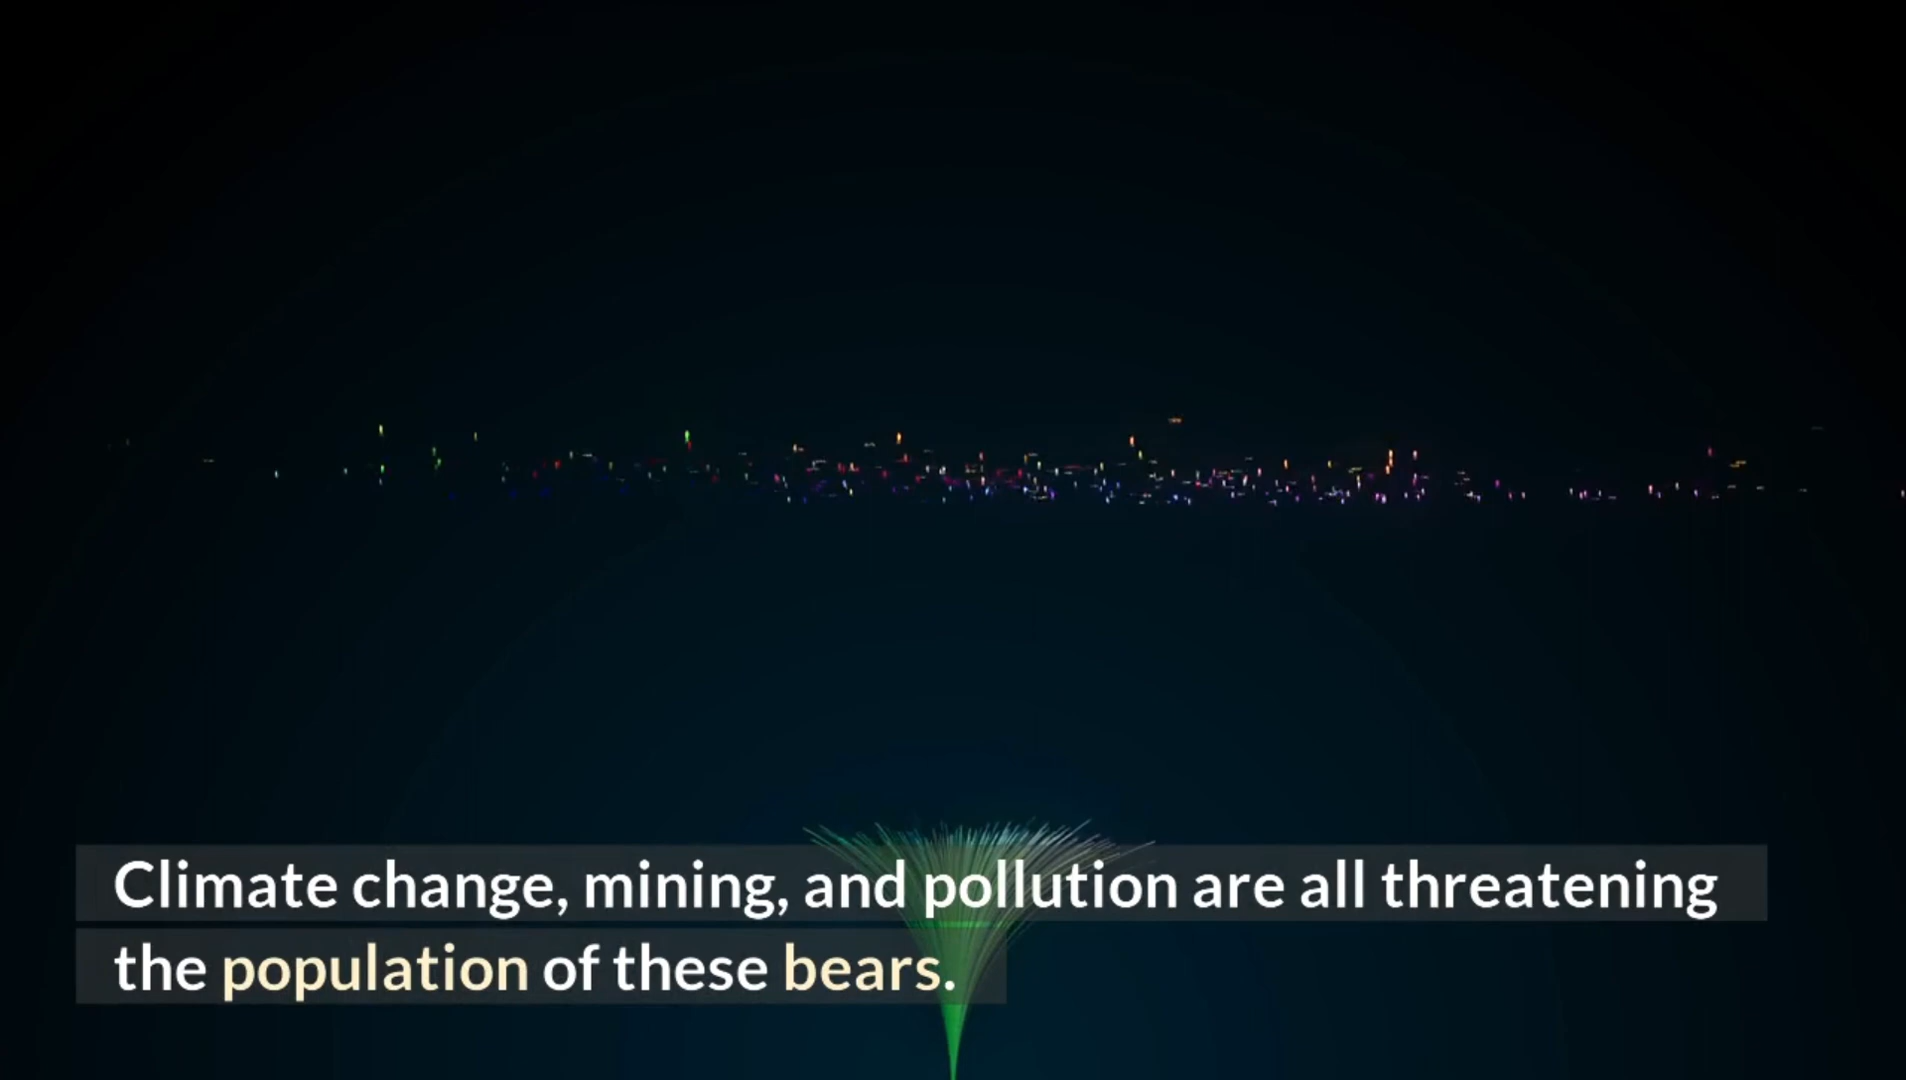 Climate change, mining, and pollution are all threatening
the population of these bears.